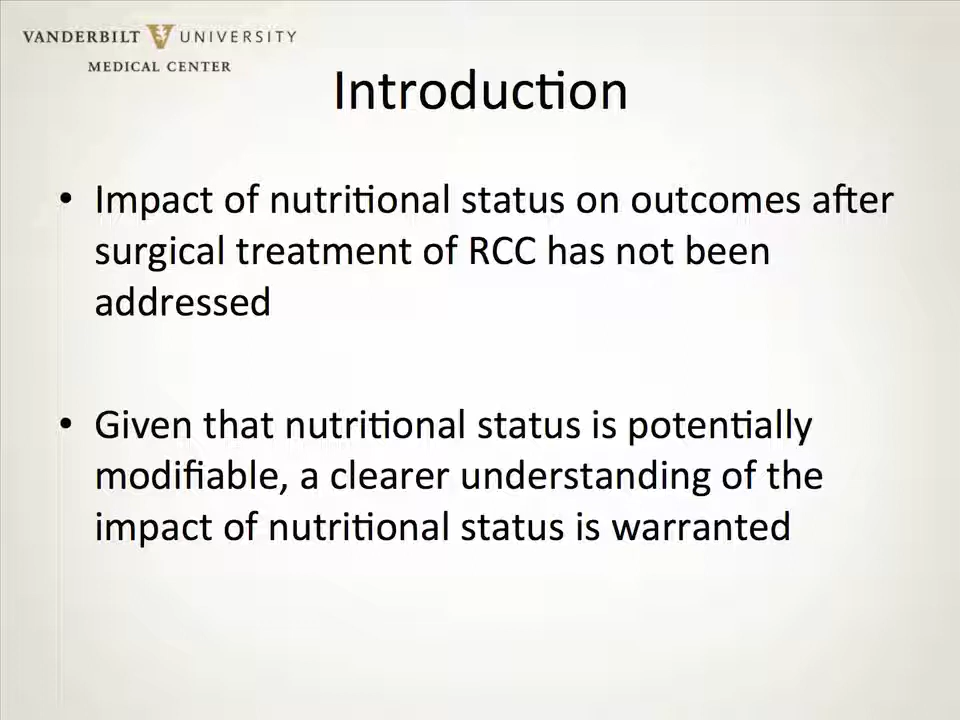 VANDERBILT UNIVERSITY
MEDICAL CENTER
Introduction
• Impact of nutritional status on outcomes after
surgical treatment of RCC has not been
addressed
• Given that nutritional status is potentially
modifiable, a clearer understanding of the
impact of nutritional status is warranted